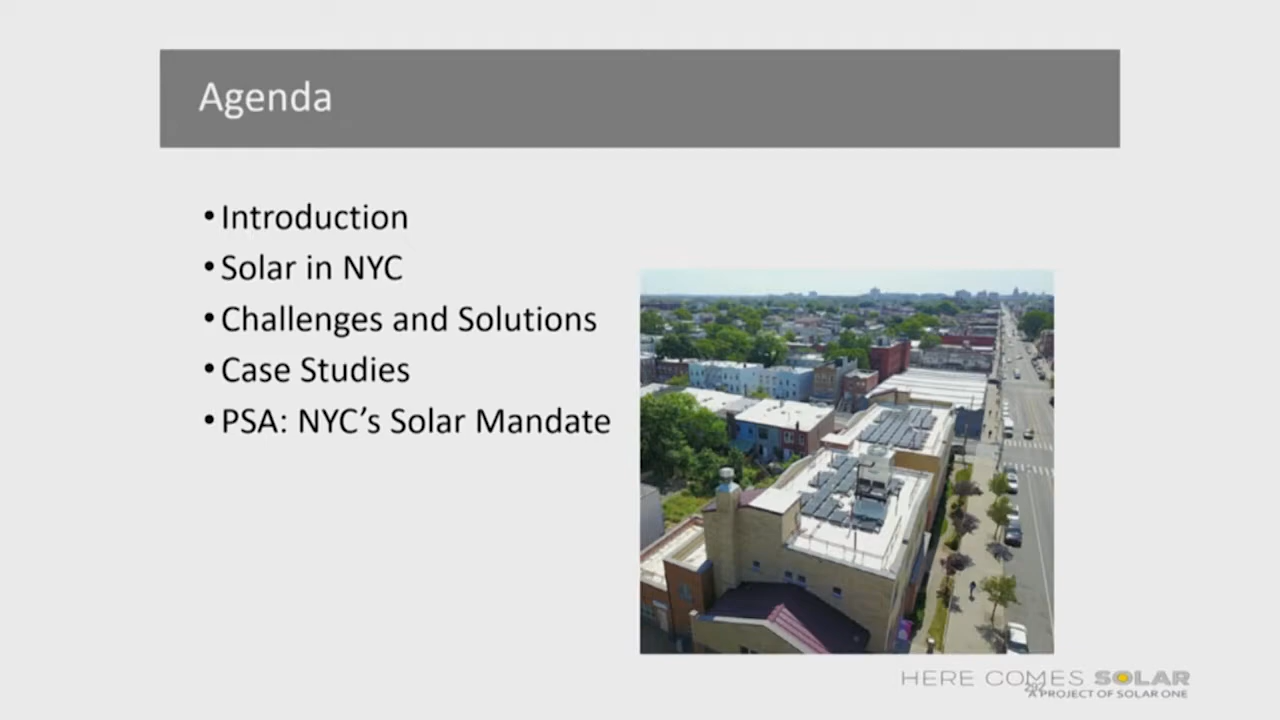 Agenda
• Introduction
• Solar in NYC
• Challenges and Solutions
• Case Studies
• PSA: NYC’s Solar Mandate
HERE COMES SOLAR
A PROJECT OF SOLAR ONE